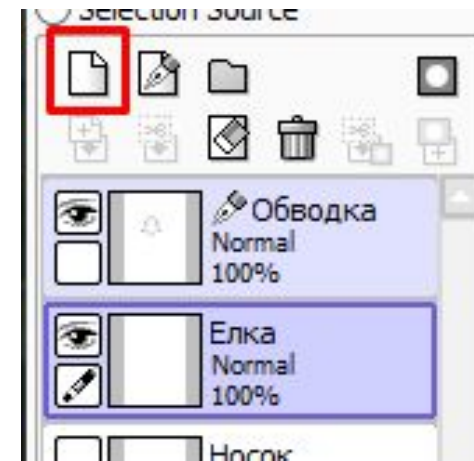 Selection Source
Обводка
Normal
100%
Елка
Normal
100%
Носок